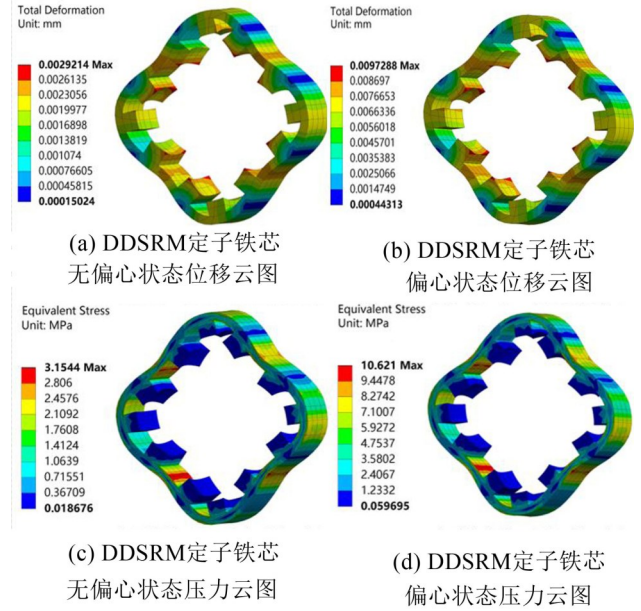 Total Deformation
Unit: mm
0.0029214 Max
0.0026135
0.0023056
0.0019977
0.0016898
0.0013819
0.001074
0.00076605
0.00045815
0.00015024
(a) DDSRM定子铁芯
无偏心状态位移云图
Total Deformation
Unit: mm
0.0097288 Max
0.008697
0.0076653
0.0066336
0.0056018
0.0045701
0.0035383
0.0025066
0.0014749
0.00044313
(b) DDSRM定子铁芯
偏心状态位移云图
Equivalent Stress
Unit: MPa
3.1544 Max
2.806
2.4576
2.1092
1.7608
1.4124
1.0639
0.71551
0.36709
0.018676
(c) DDSRM定子铁芯
无偏心状态压力云图
Equivalent Stress
Unit: MPa
10.621 Max
9.4478
8.2742
7.1007
5.9272
4.7537
3.5802
2.4067
1.2332
0.059695
(d) DDSRM定子铁芯
偏心状态压力云图